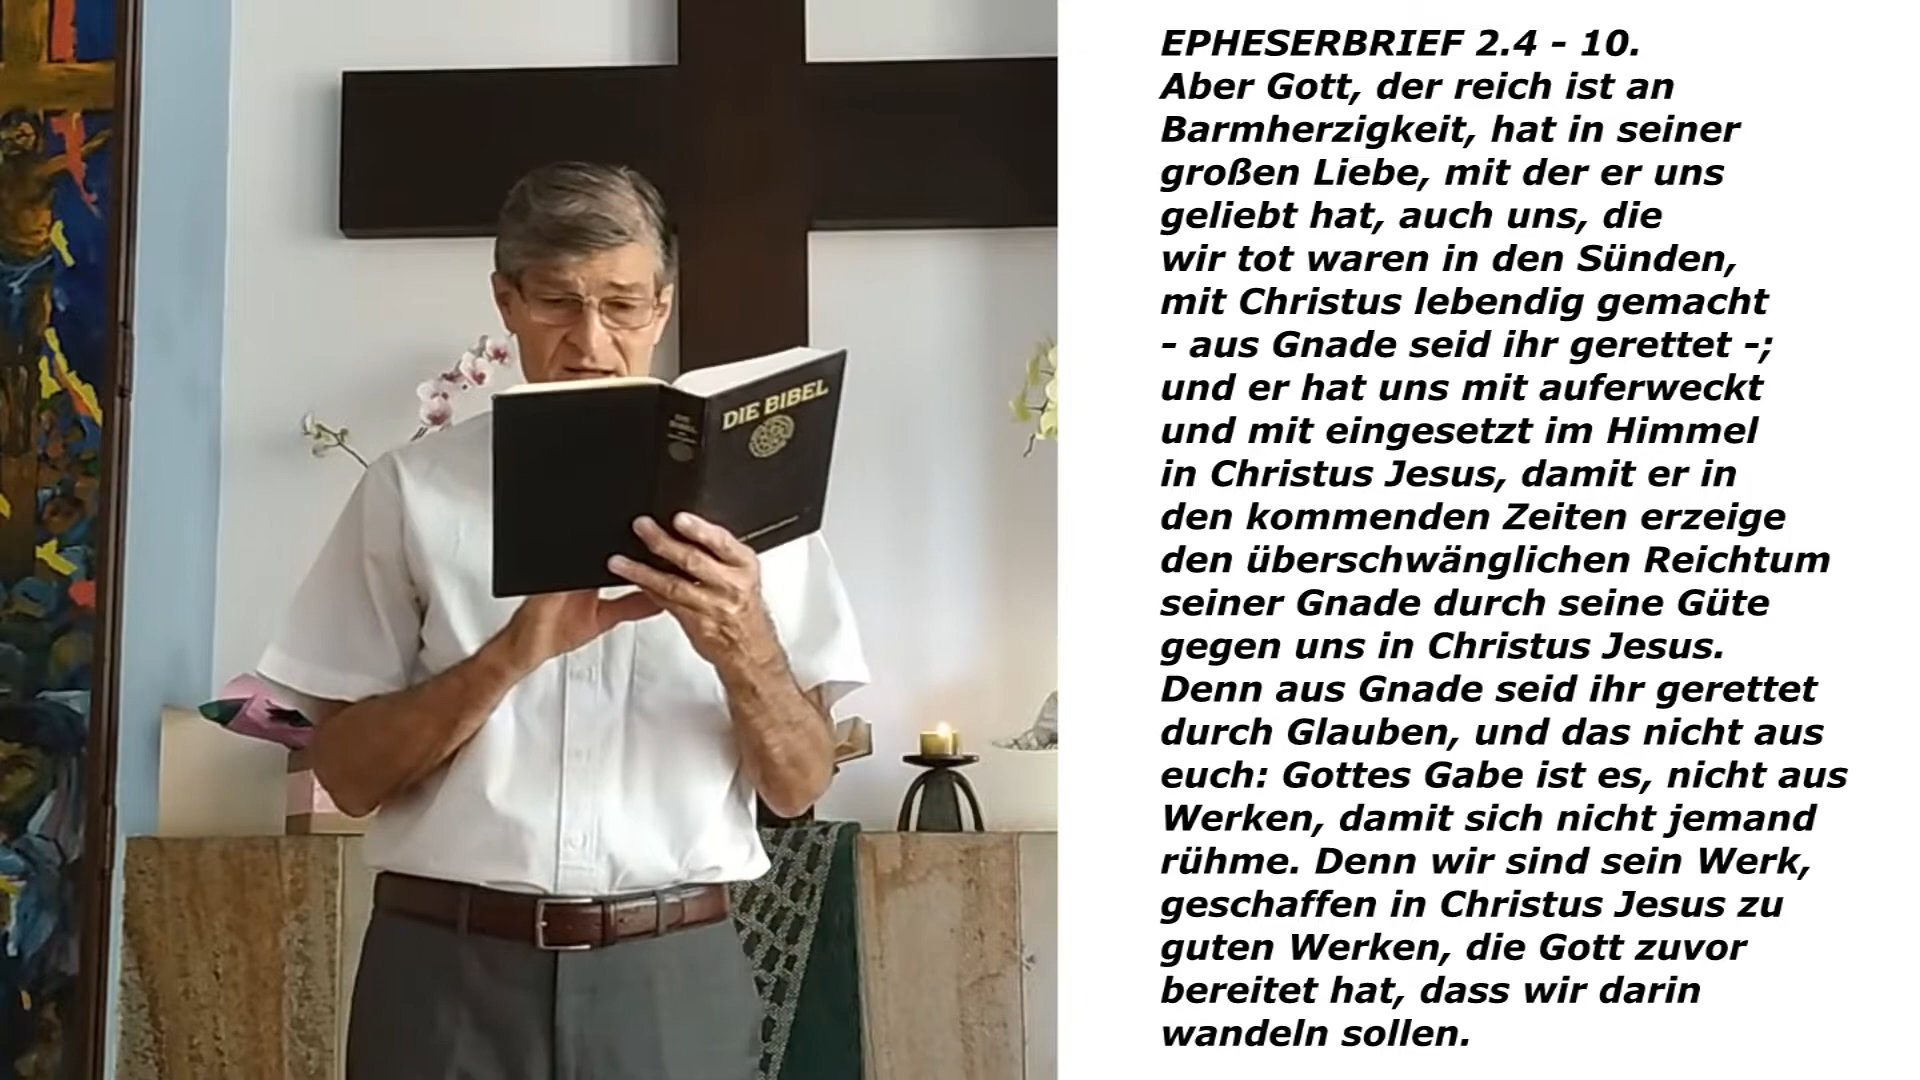 DIE BIBEL
DIE
BIBEL
EPHESERBRIEF 2.4 - 10.
Aber Gott, der reich ist an
Barmherzigkeit, hat in seiner
großen Liebe, mit der er uns
geliebt hat, auch uns, die
wir tot waren in den Sünden,
mit Christus lebendig gemacht
- aus Gnade seid ihr gerettet -;
und er hat uns mit auferweckt
und mit eingesetzt im Himmel
in Christus Jesus, damit er in
den kommenden Zeiten erzeige
den überschwänglichen Reichtum
seiner Gnade durch seine Güte
gegen uns in Christus Jesus.
Denn aus Gnade seid ihr gerettet
durch Glauben, und das nicht aus
euch: Gottes Gabe ist es, nicht aus
Werken, damit sich nicht jemand
rühme. Denn wir sind sein Werk,
geschaffen in Christus Jesus zu
guten Werken, die Gott zuvor
bereitet hat, dass wir darin
wandeln sollen.